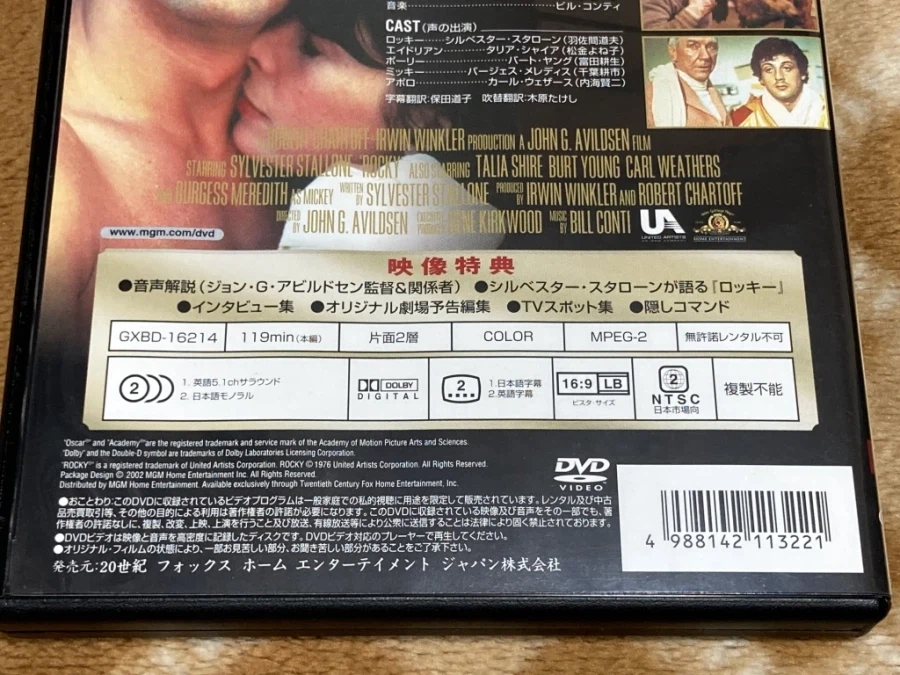 音楽 ビル・コンティ
CAST(声の出演)
ロッキー シルベスター・スタローン(羽佐間道夫)
エイドリアン タリア・シャイア(松金よね子)
ポーリー バート・ヤング(富田耕生)
ミッキー バージェス・メレディス(千葉耕市)
アポロ カール・ウェザース(内海賢二)
字幕翻訳:保田道子 吹替翻訳:木原たけし
ROBERT CHARTOFF-IRWIN WINKLER PRODUCTION A JOHN G. AVILDSEN FILM
STARRING SYLVESTER STALLONE "ROCKY" ALSO STARRING TALIA SHIRE BURT YOUNG CARL WEATHERS
BURGESS MEREDITH AS MICKEY WRITTEN BY SYLVESTER STALLONE PRODUCED BY IRWIN WINKLER AND ROBERT CHARTOFF
DIRECTED BY JOHN G. AVILDSEN EXECUTIVE PRODUCER GENE KIRKWOOD MUSIC BY BILL CONTI
UA
UNITED ARTISTS
HOME ENTERTAINMENT
www.mgm.com/dvd
映像特典
●音声解説(ジョン・G・アビルドセン監督&関係者) ●シルベスター・スタローンが語る『ロッキー』
●インタビュー集 ●オリジナル劇場予告編集 ●TVスポット集 ●隠しコマンド
GXBD-16214 119min(本編) 片面2層 COLOR MPEG-2 無許諾レンタル不可
2 1. 英語5.1chサラウンド
2. 日本語モノラル
DOLBY
DIGITAL
2 1.日本語字幕
2.英語字幕
16:9 LB
ビスタ・サイズ
2
NTSC
日本市場向
複製不能
"Oscar®" and "Academy®"are the registered trademark and service mark of the Academy of Motion Picture Arts and Sciences.
"Dolby" and the Double-D symbol are trademarks of Dolby Laboratories Licensing Corporation.
"ROCKY®" is a registered trademark of United Artists Corporation. ROCKY © 1976 United Artists Corporation. All Rights Reserved.
Package Design © 2002 MGM Home Entertainment Inc. All Rights Reserved.
Distributed by MGM Home Entertainment Inc. Available exclusively through Twentieth Century Fox Home Entertainment Inc.
DVD
VIDEO
●おことわり:このDVDに収録されているビデオプログラムは一般家庭での私的視聴に用途を限定して販売されています。レンタル及び中古
品売買取引等、その他の目的による利用は著作権者の許諾が必要になります。このDVDに収録されている映像及び音声をその一部でも、著
作権者の許諾なしに、複製、改変、上映、上演を行うこと及び放送、有線放送等により公衆に送信することは法律により固く禁止されております。
●DVDビデオは映像と音声を高密度に記録したディスクです。DVDビデオ対応のプレーヤーで再生してください。
●オリジナル・フィルムの状態により、一部お見苦しい部分、お聞き苦しい部分があることをご了承下さい。
発売元:20世紀 フォックス ホーム エンターテイメント ジャパン株式会社
4 988142 113221